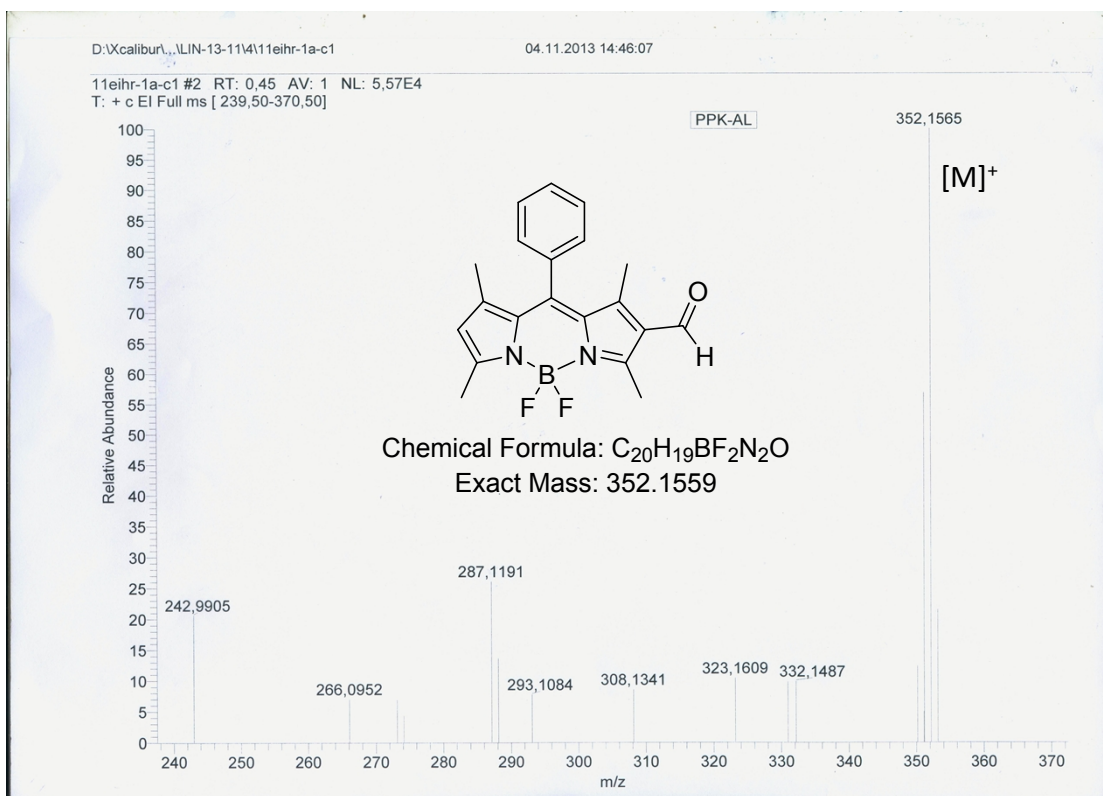 D:\Xcalibur\...\LIN-13-11\4\11eihr-1a-c1 04.11.2013 14:46:07
11eihr-1a-c1 #2 RT: 0,45 AV: 1 NL: 5,57E4
T: + c EI Full ms [ 239,50-370,50]
PPK-AL
352,1565
[M]+
100
95
90
85
80
75
70
65
60
55
50
45
40
35
30
25
20
15
10
5
0
Relative Abundance
O
H
N N
B
F F
Chemical Formula: C20H19BF2N2O
Exact Mass: 352.1559
287,1191
242,9905
266,0952
293,1084
308,1341
323,1609
332,1487
240 250 260 270 280 290 300 310 320 330 340 350 360 370
m/z